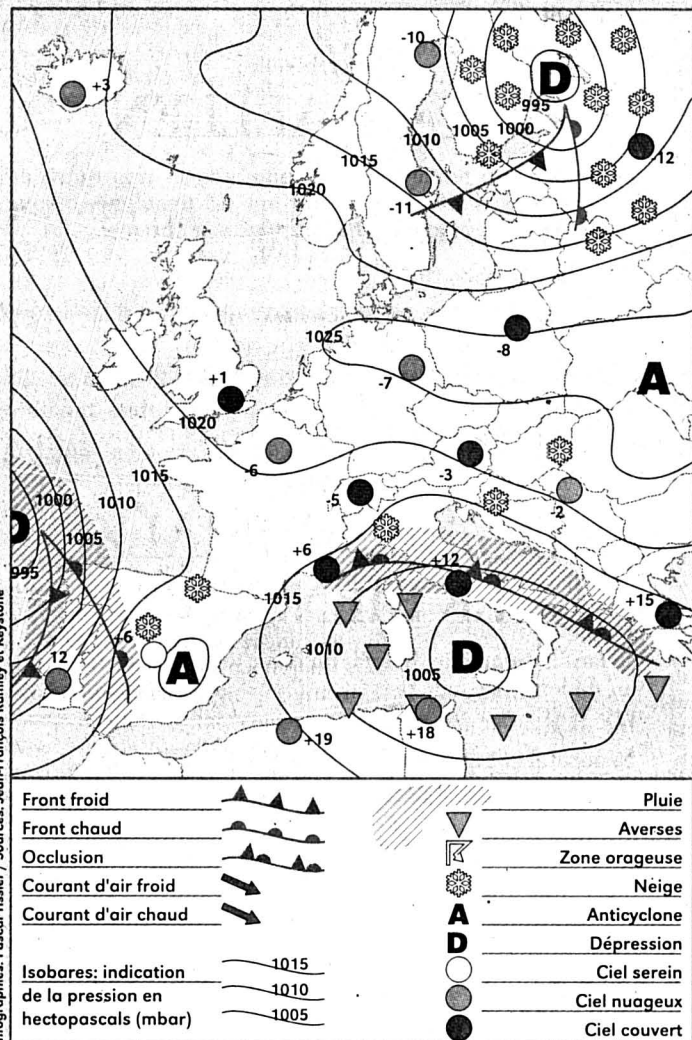 -10
+3
D
995
1010
1005
1000
1015
-12
1020
-11
1025
-8
-7
A
+1
1020
-6
-3
1015
-5
-2
1000
1010
D
1005
+6
+12
995
1015
+15
+6
1010
12
A
D
1005
+19
+18
Front froid
Front chaud
Occlusion
Courant d'air froid
Courant d'air chaud
Isobares: indication
de la pression en
hectopascals (mbar)
1015
1010
1005
Pluie
Averses
Zone orageuse
Neige
A Anticyclone
D Dépression
Ciel serein
Ciel nuageux
Ciel couvert